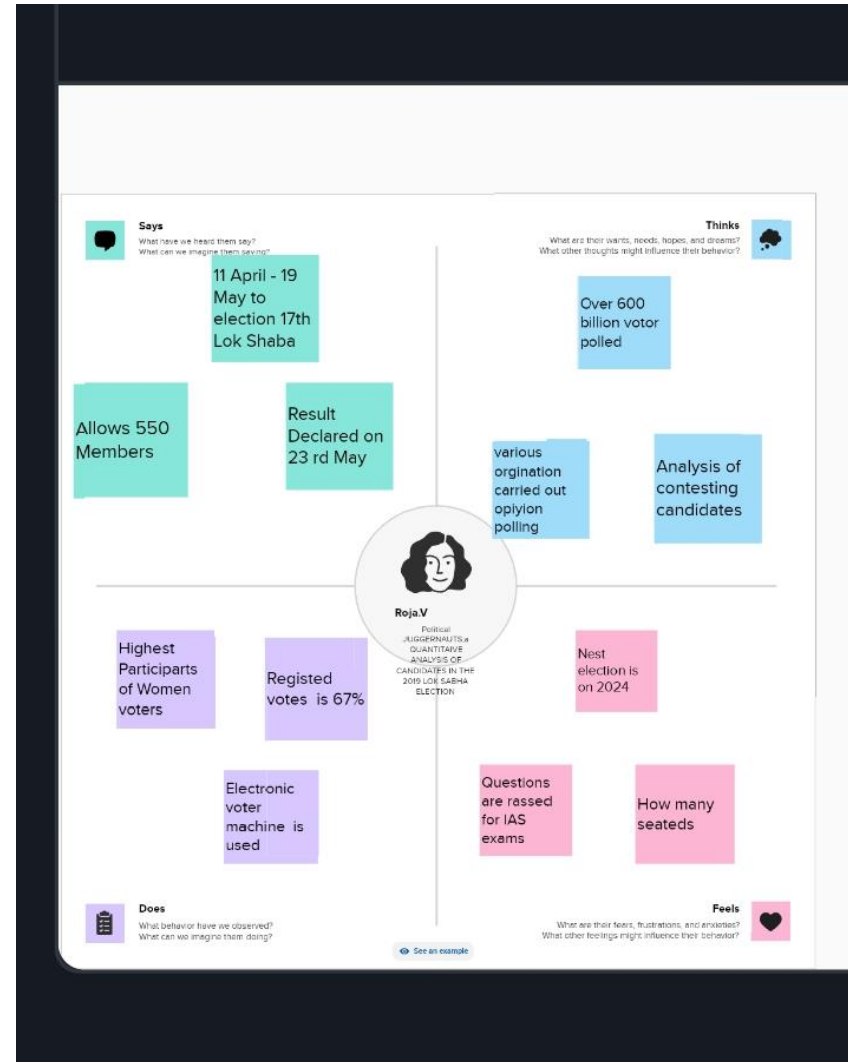 Says
What have we heard them say?
What can we imagine them saying?
11 April - 19
May to
election 17th
Lok Shaba
Allows 550
Members
Result
Declared on
23 rd May
Thinks
What are their wants, needs, hopes, and dreams?
What other thoughts might influence their behavior?
Over 600
billion votor
polled
various
orgination
carried out
opiyion
polling
Analysis of
contesting
candidates
Roja.V
Political
JUGGERNAUTS:a
QUANTITAIVE
ANALYSIS OF
CANDIDATES IN THE
2019 LOK SABHA
ELECTION
Highest
Participarts
of Women
voters
Registed
votes is 67%
Electronic
voter
machine is
used
Does
What behavior have we observed?
What can we imagine them doing?
Nest
election is
on 2024
Questions
are rassed
for IAS
exams
How many
seateds
Feels
What are their fears, frustrations, and anxieties?
What other feelings might influence their behavior?
See an example